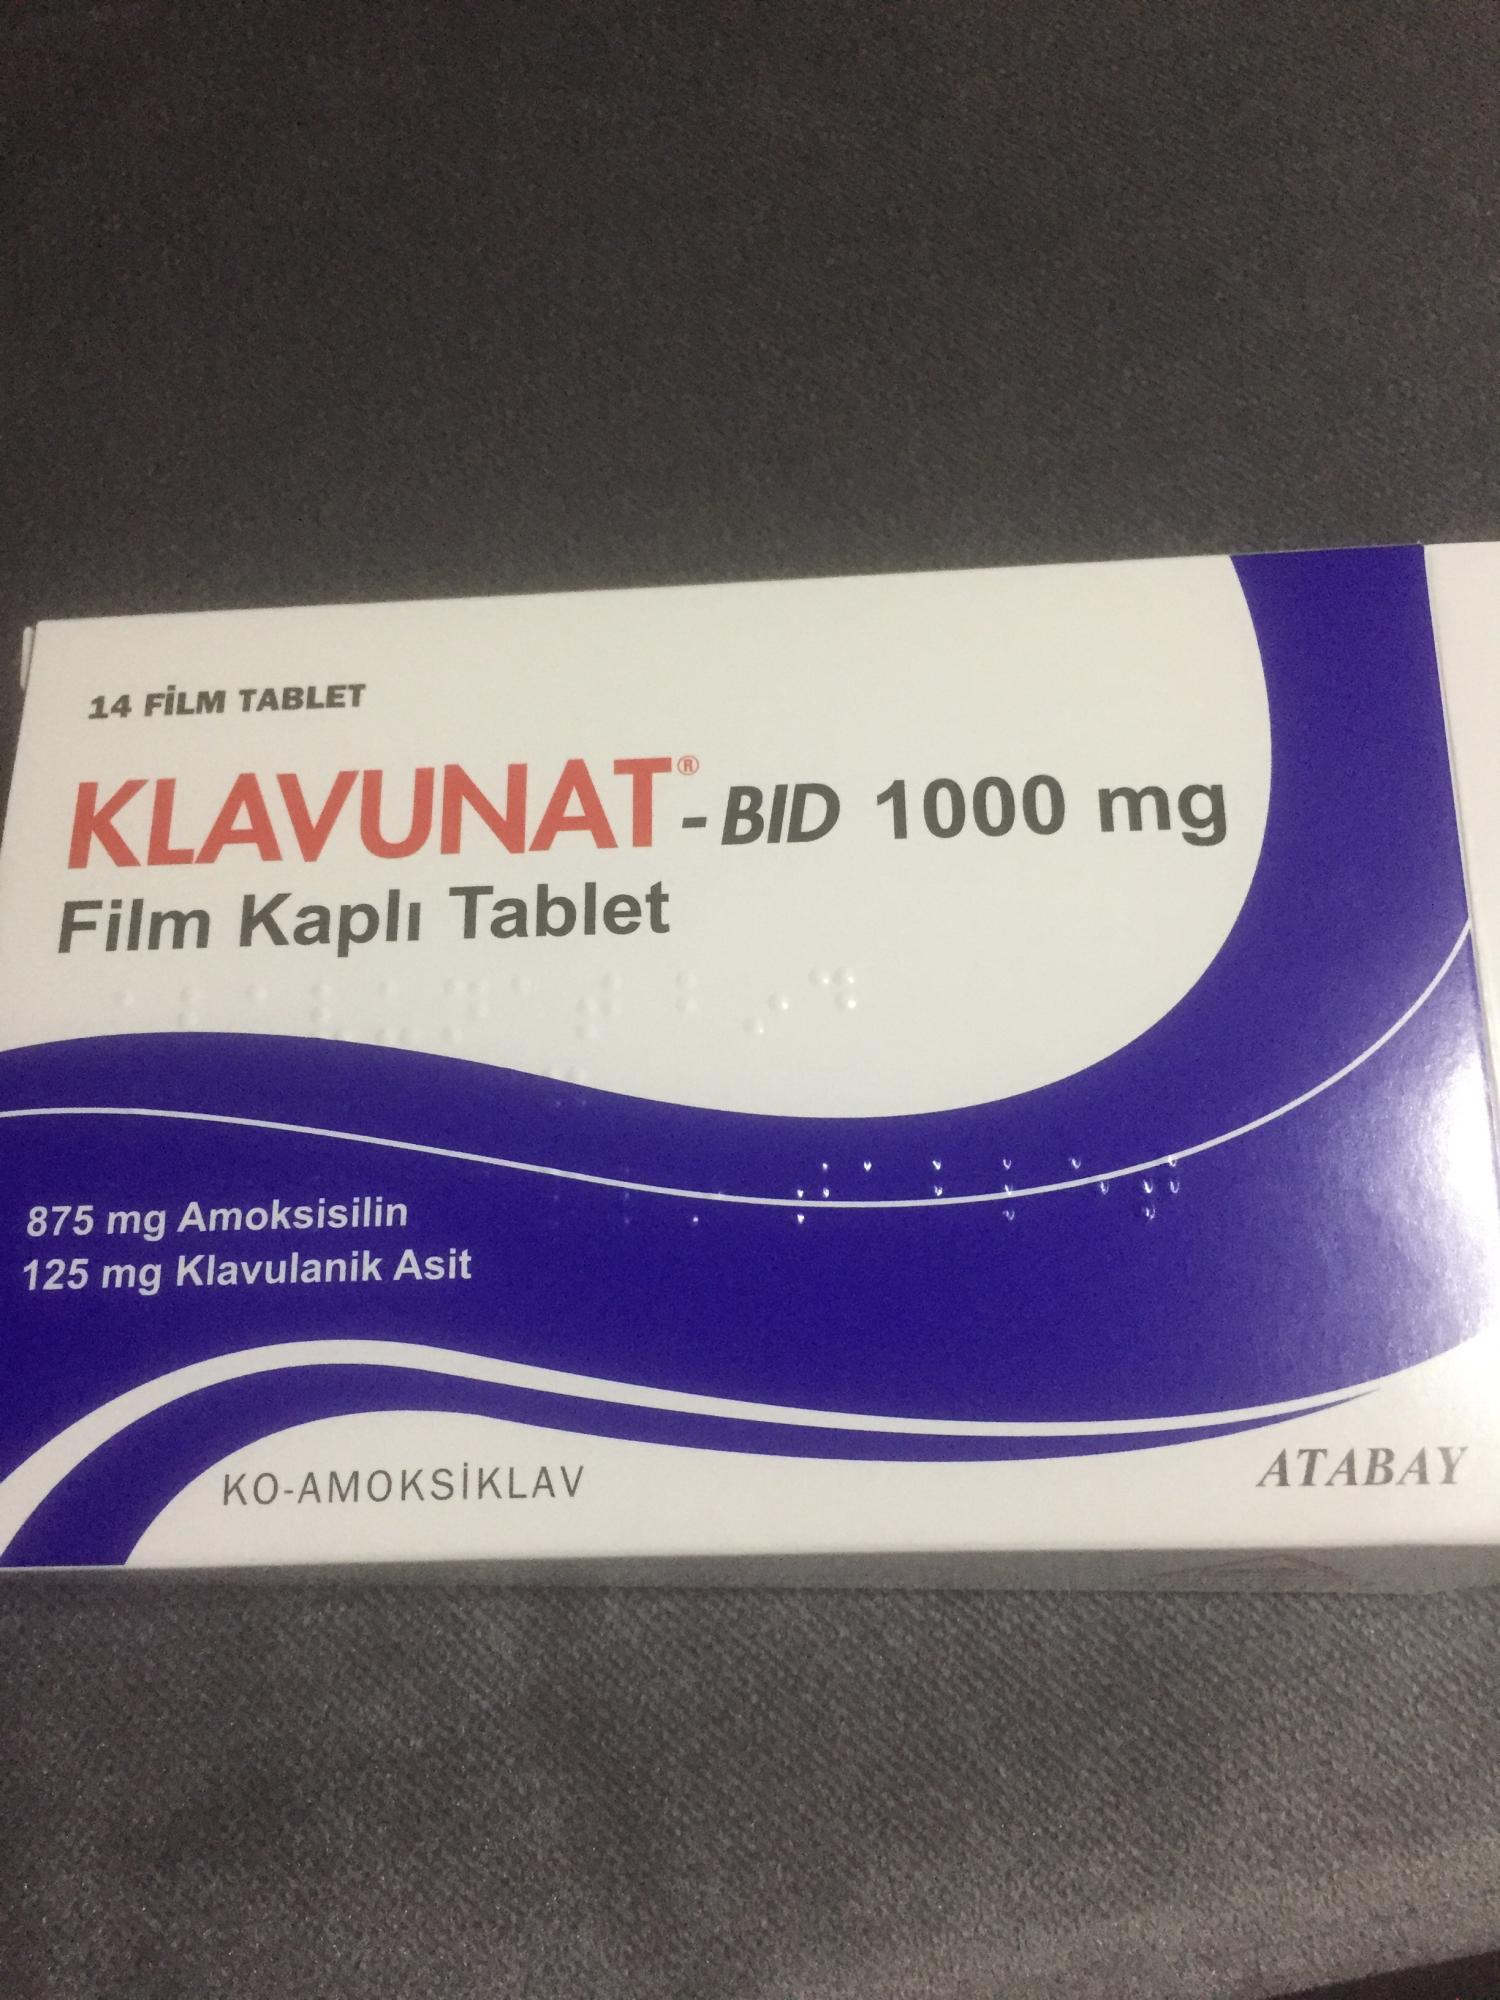 14 FİLM TABLET
KLAVUNAT®-BID 1000 mg
Film Kaplı Tablet
875 mg Amoksisilin
125 mg Klavulanik Asit
KO-AMOKSİKLAV
ATABAY